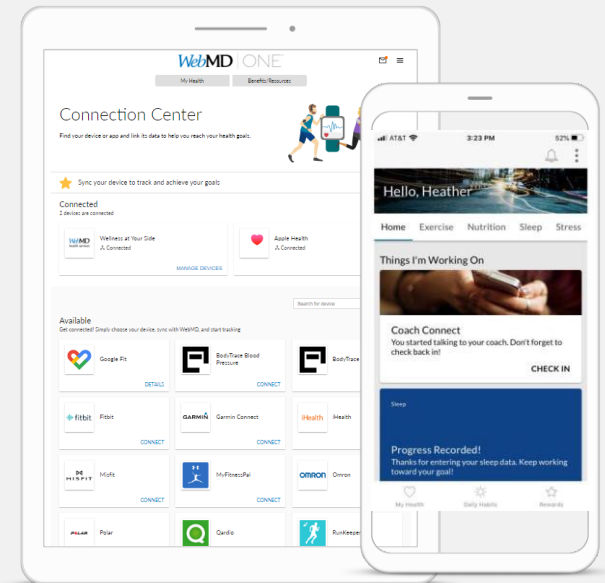 WebMD ONE
My Health Benefits/Resources
Connection Center
Find your device or app and link its data to help you reach your health goals.
Sync your device to track and achieve your goals
Connected
2 devices are connected
WebMD
health services
Wellness at Your Side
Connected
MANAGE DEVICES
Apple Health
Connected
Search for device
Available
Get connected! Simply choose your device, sync with WebMD, and start tracking
Google Fit
DETAILS
BodyTrace Blood
Pressure
CONNECT
BodyTrace
fitbit Fitbit
CONNECT
GARMIN Garmin Connect
CONNECT
iHealth iHealth
MISFIT Misfit
CONNECT
MyFitnessPal
CONNECT
OMRON Omron
POLAR Polar
Qardio
RunKeeper
AT&T 3:23 PM 52%
Hello, Heather
Home Exercise Nutrition Sleep Stress
Things I'm Working On
Coach Connect
You started talking to your coach. Don't forget to
check back in!
CHECK IN
Sleep
Progress Recorded!
Thanks for entering your sleep data. Keep working
toward your goal!
My Health Daily Habits Rewards